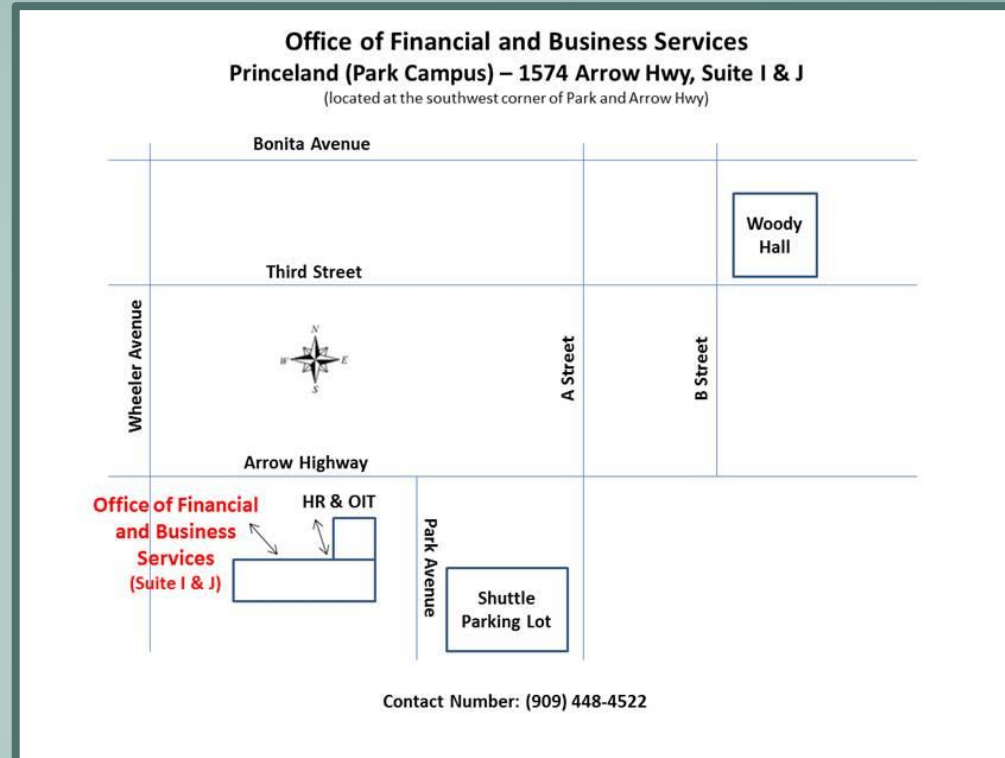 Office of Financial and Business Services
Princeland (Park Campus) – 1574 Arrow Hwy, Suite I & J
(located at the southwest corner of Park and Arrow Hwy)
Bonita Avenue
Woody
Hall
Third Street
Wheeler Avenue
N
W
E
S
A Street
B Street
Arrow Highway
Office of Financial
and Business
Services
(Suite I & J)
HR & OIT
Park Avenue
Shuttle
Parking Lot
Contact Number: (909) 448-4522